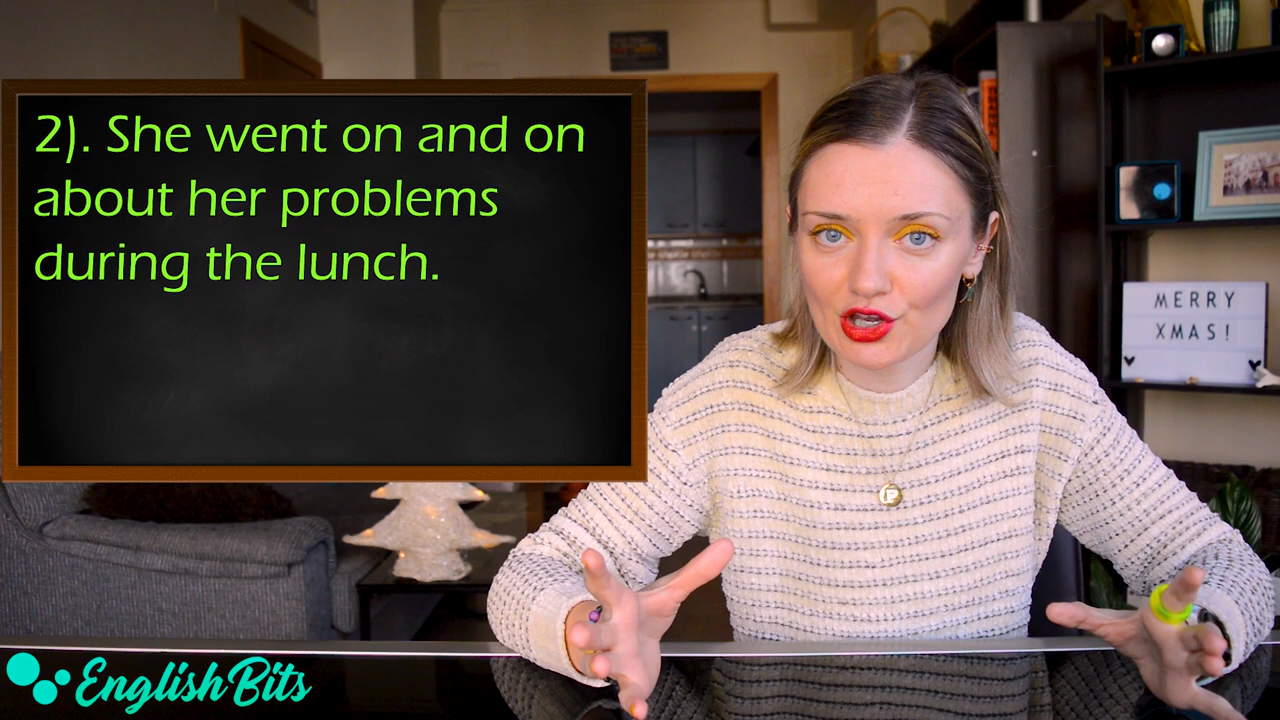 2). She went on and on
about her problems
during the lunch.
MERRY
XMAS!
P
EnglishBits